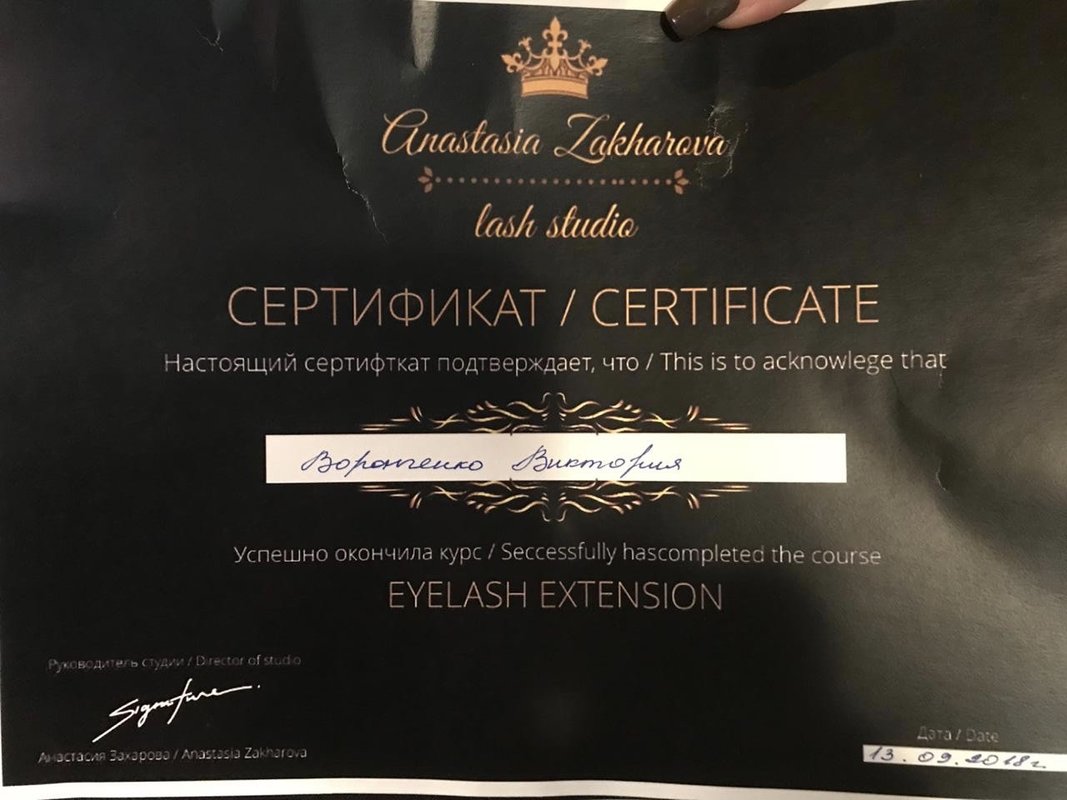 Anastasia Zakharova
lash studio
СЕРТИФИКАТ / CERTIFICATE
Настоящий сертифткат подтверждает, что / This is to acknowlege that
Воронченко Виктория
Успешно окончила курс / Seccessfully hascompleted the course
EYELASH EXTENSION
Руководитель студии / Director of studio
Signature
Анастасия Захарова / Anastasia Zakharova
Дата / Date
13.09.2018г.